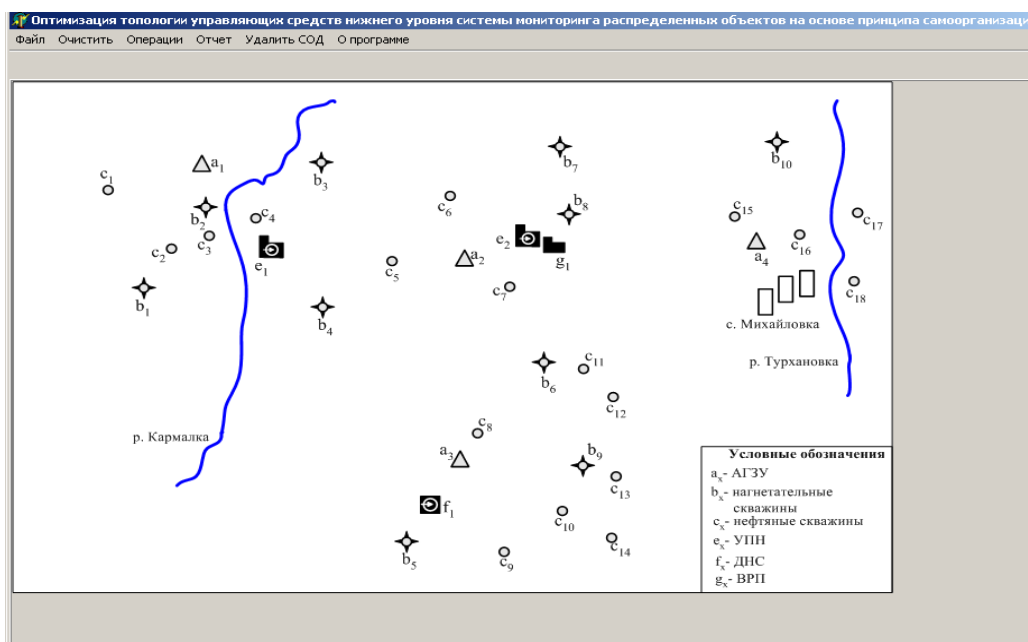 Оптимизация топологии управляющих средств нижнего уровня системы мониторинга распределенных объектов на основе принципа самоорганизаци
Файл Очистить Операции Отчет Удалить СОД О программе
b7
b10
a1
c1
b3
c6
b8
c15
c17
b2
c4
c3
c2
e2
a2
g1
c16
a4
e1
c5
c7
c18
b1
b4
с. Михайловка
c11
b6
р. Турхановка
c12
c8
р. Кармалка
a3
b9
Условные обозначения
ax- АГЗУ
bx- нагнетательные
скважины
cx- нефтяные скважины
ex- УПН
fx- ДНС
gx- ВРП
c13
f1
c10
b5
c9
c14